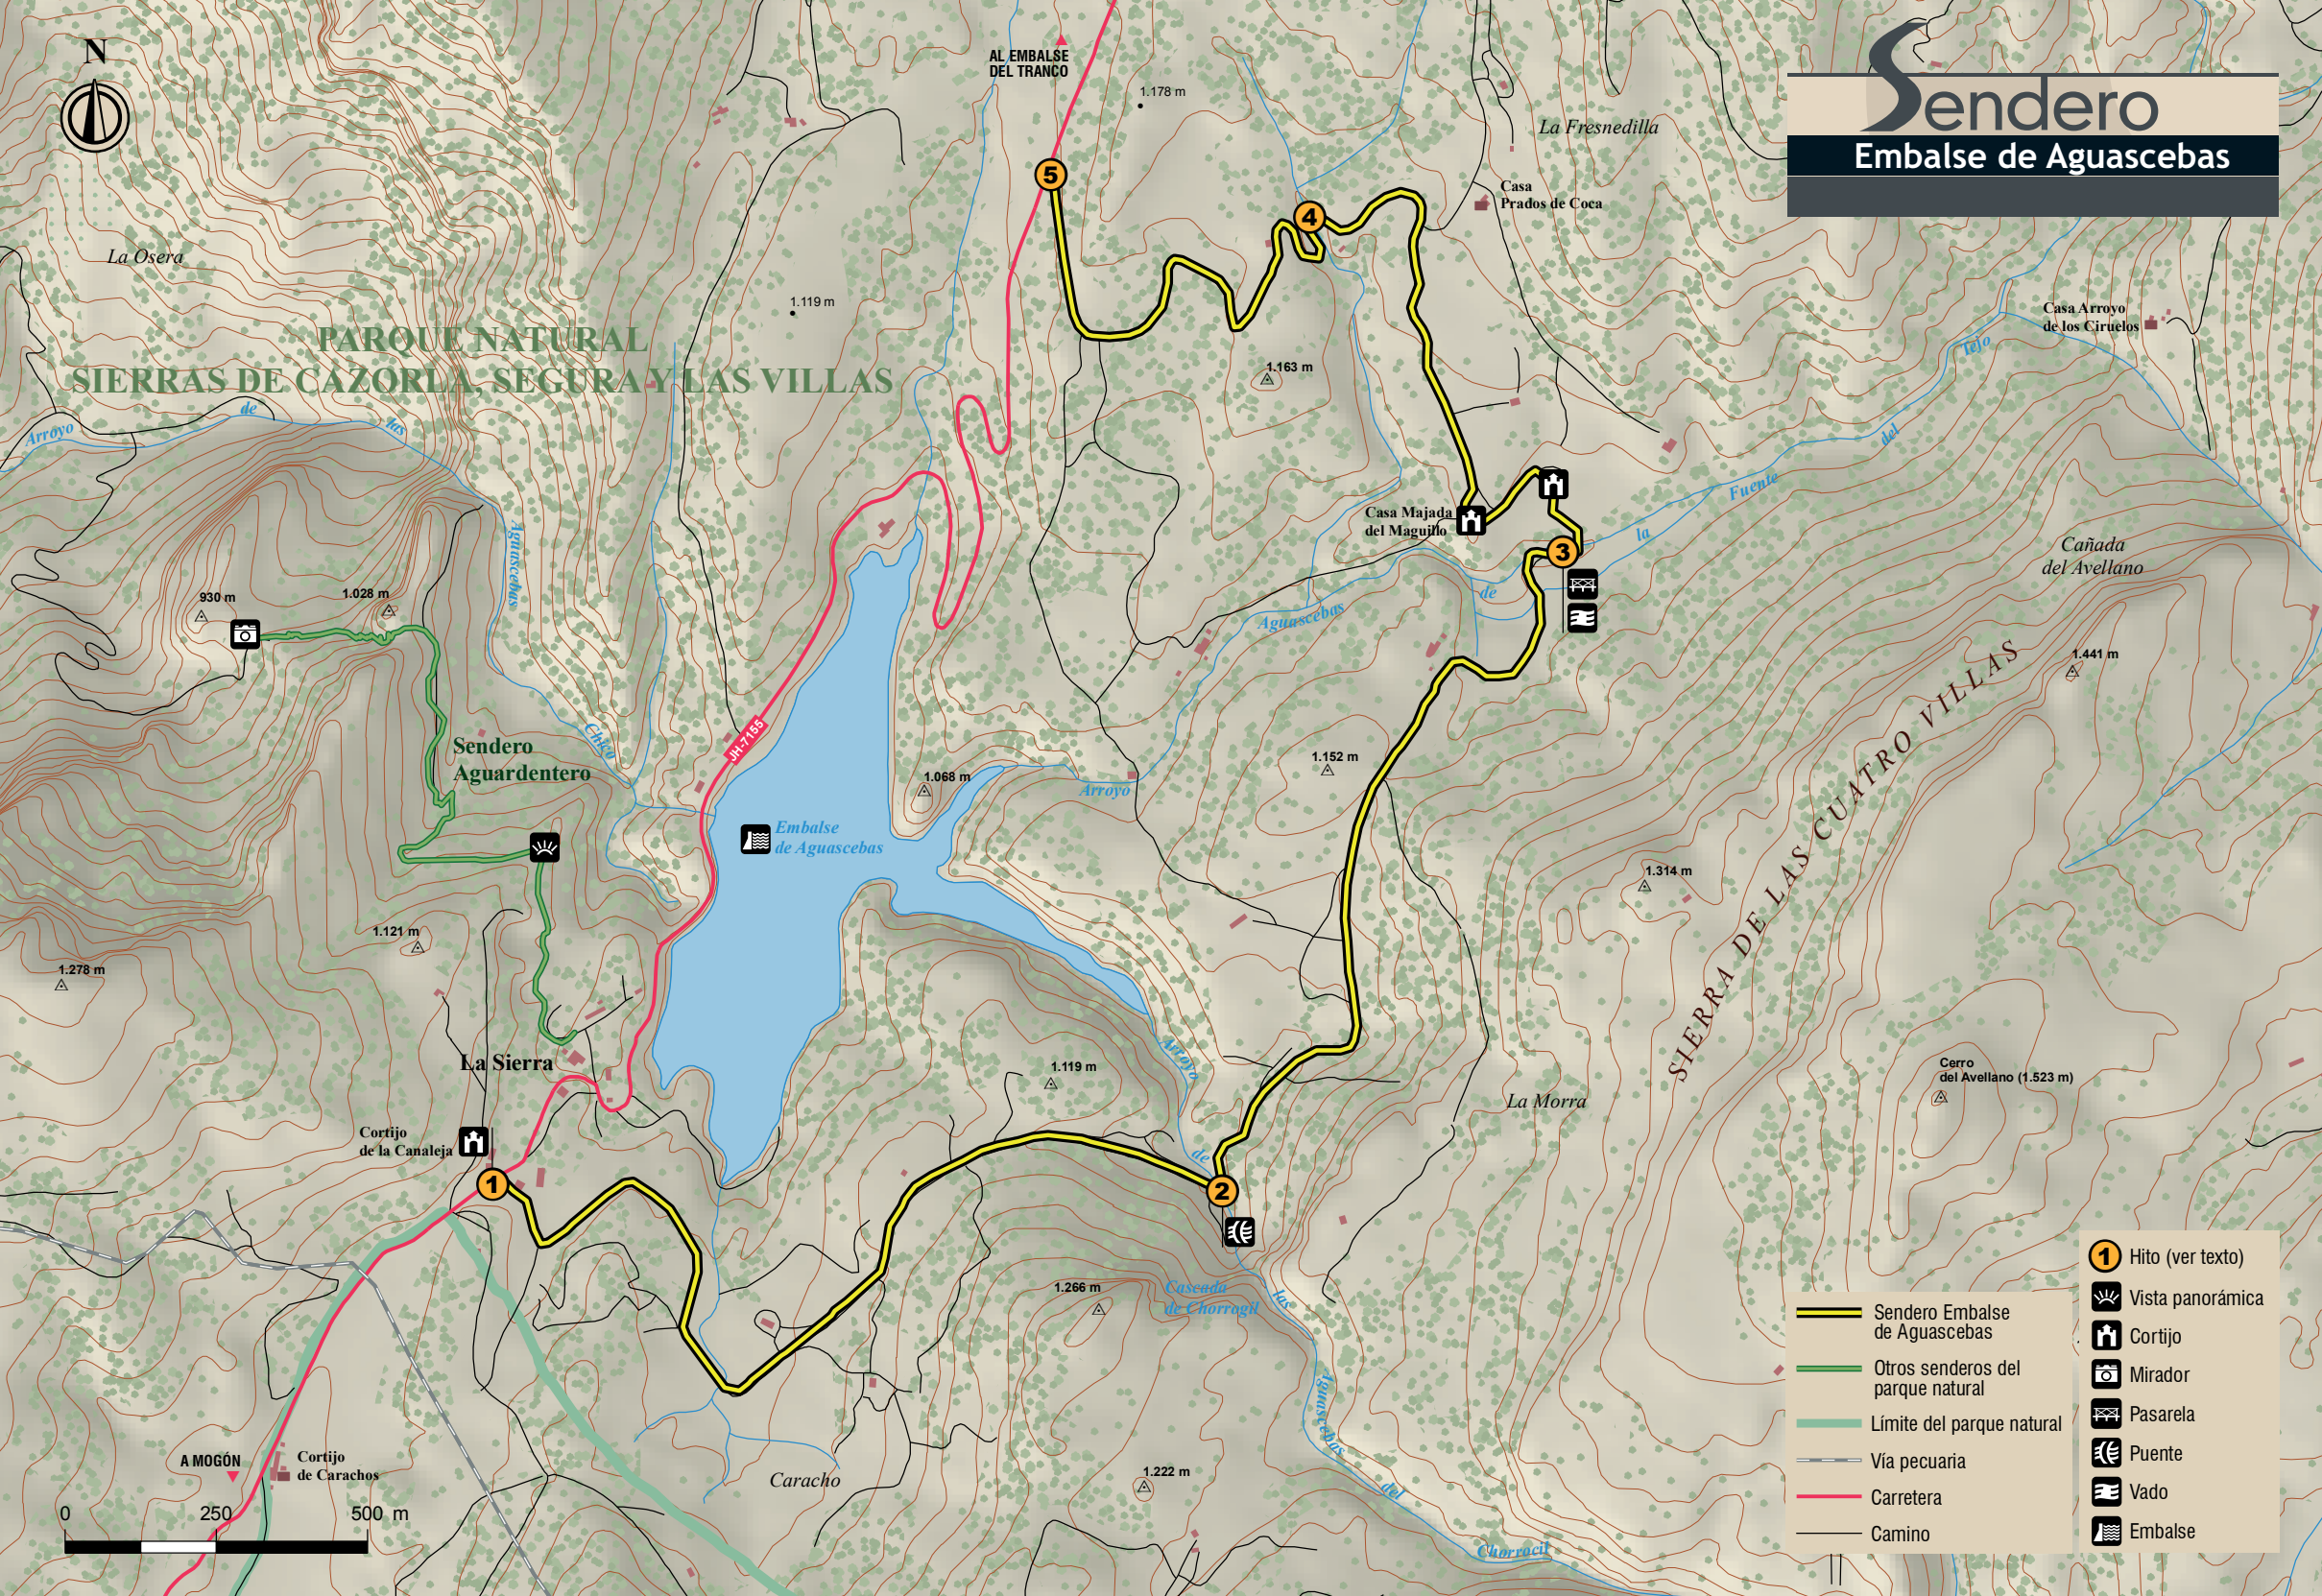 N
AL EMBALSE
DEL TRANCO
1.178 m
La Fresnedilla
Sendero
Embalse de Aguascebas
Casa
Prados de Coca
5
4
La Osera
1.119 m
Casa Arroyo
de los Ciruelos
PARQUE NATURAL
SIERRAS DE CAZORLA, SEGURA Y LAS VILLAS
1.163 m
Arroyo de las Aguascebas Chico
Arroyo de las Aguascebas del Chorrogil
Fuente del Tejo
Casa Majada
del Maguillo
3
Cañada
del Avellano
930 m
1.028 m
Arroyo Aguascebas de la
1.441 m
SIERRA DE LAS CUATRO VILLAS
JH-7155
Sendero
Aguardentero
1.152 m
1.068 m
Embalse
de Aguascebas
1.314 m
1.121 m
1.278 m
La Sierra
1.119 m
Cerro
del Avellano (1.523 m)
La Morra
Cortijo
de la Canaleja
1
2
1.266 m
Cascada
de Chorrogil
Caracho
1.222 m
A MOGÓN
Cortijo
de Carachos
0 250 500 m
Sendero Embalse
de Aguascebas
Otros senderos del
parque natural
Límite del parque natural
Vía pecuaria
Carretera
Camino
1 Hito (ver texto)
Vista panorámica
Cortijo
Mirador
Pasarela
Puente
Vado
Embalse